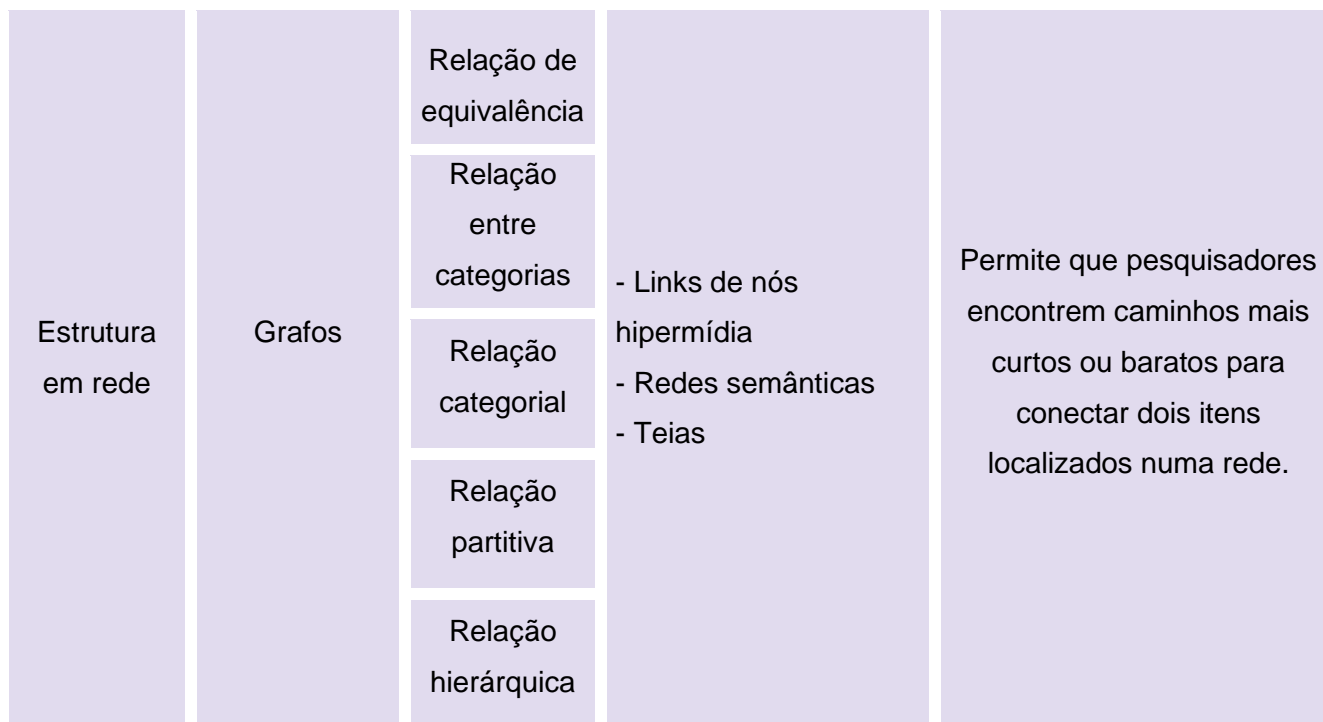 Estrutura
em rede
Grafos
Relação de
equivalência
Relação
entre
categorias
Relação
categorial
Relação
partitiva
Relação
hierárquica
- Links de nós
hipermídia
- Redes semânticas
- Teias
Permite que pesquisadores
encontrem caminhos mais
curtos ou baratos para
conectar dois itens
localizados numa rede.